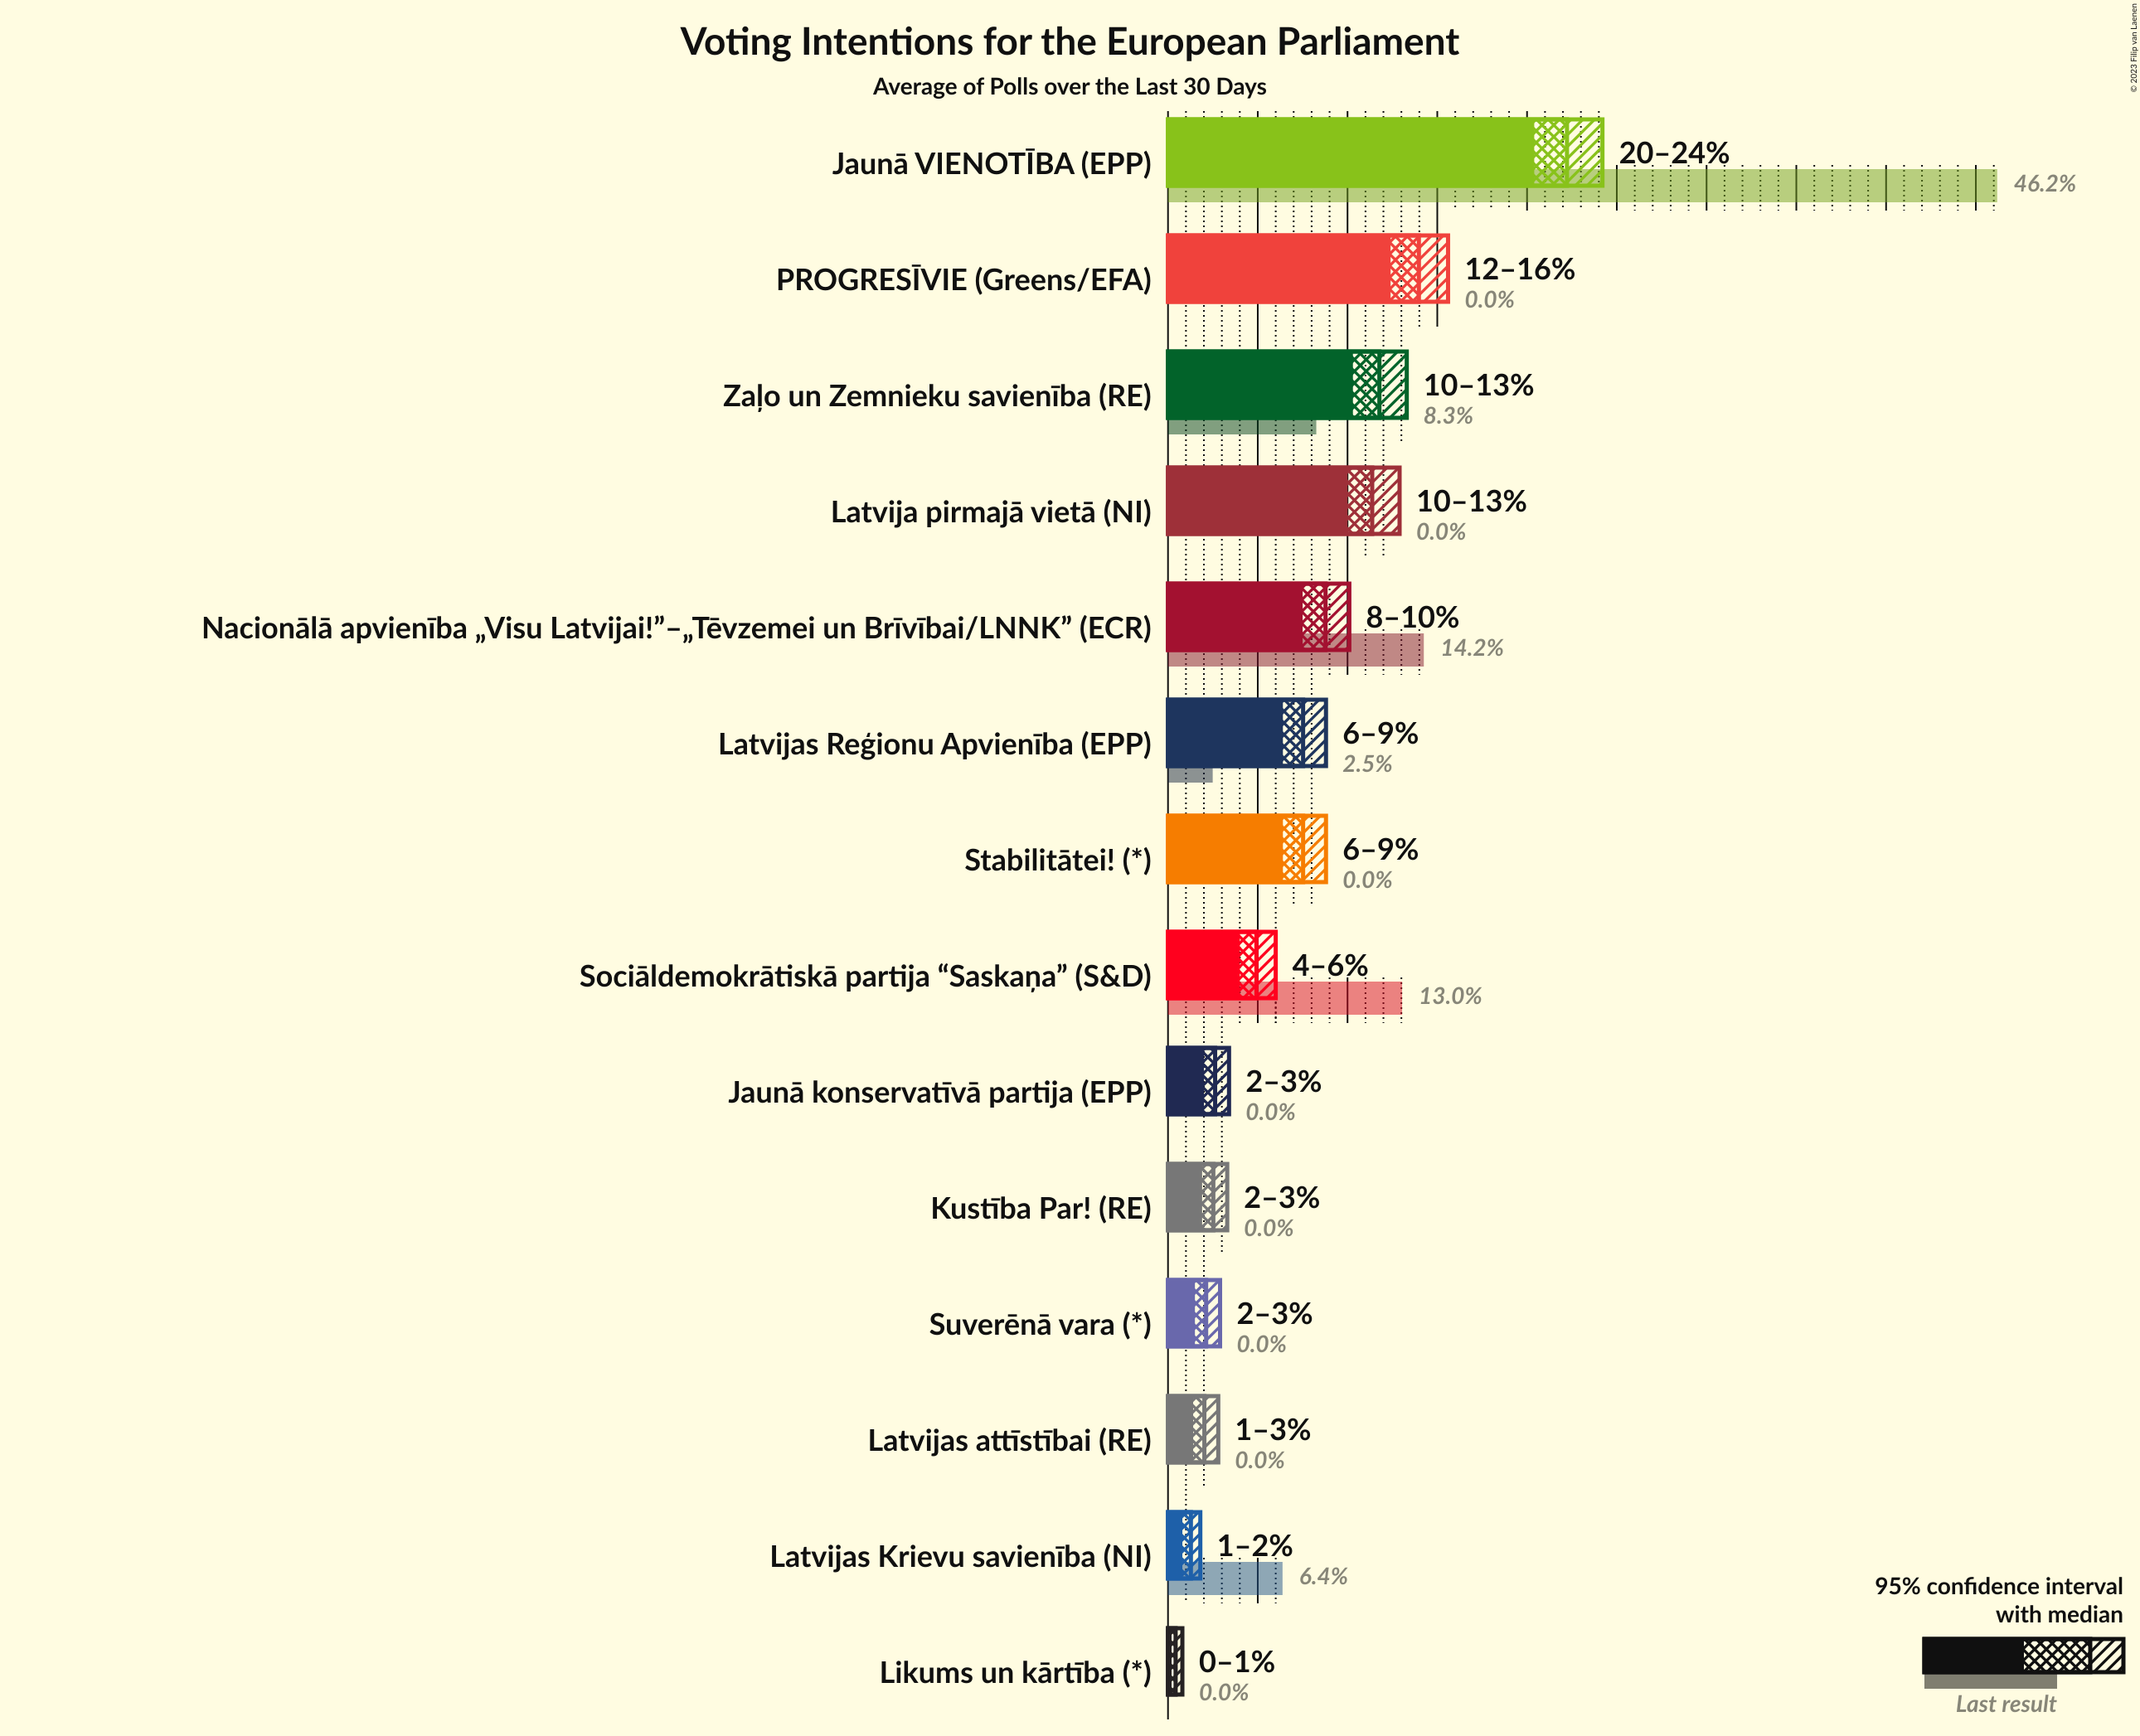 Voting Intentions for the European Parliament
Average of Polls over the Last 30 Days
© 2023 Filip van Laenen
Jaunā VIENOTĪBA (EPP)
20–24%
46.2%
PROGRESĪVIE (Greens/EFA)
12–16%
0.0%
Zaļo un Zemnieku savienība (RE)
10–13%
8.3%
Latvija pirmajā vietā (NI)
10–13%
0.0%
Nacionālā apvienība „Visu Latvijai!”–„Tēvzemei un Brīvībai/LNNK” (ECR)
8–10%
14.2%
Latvijas Reģionu Apvienība (EPP)
6–9%
2.5%
Stabilitātei! (*)
6–9%
0.0%
Sociāldemokrātiskā partija “Saskaņa” (S&D)
4–6%
13.0%
Jaunā konservatīvā partija (EPP)
2–3%
0.0%
Kustība Par! (RE)
2–3%
0.0%
Suverēnā vara (*)
2–3%
0.0%
Latvijas attīstībai (RE)
1–3%
0.0%
Latvijas Krievu savienība (NI)
1–2%
6.4%
Likums un kārtība (*)
0–1%
0.0%
95% confidence interval
with median
Last result